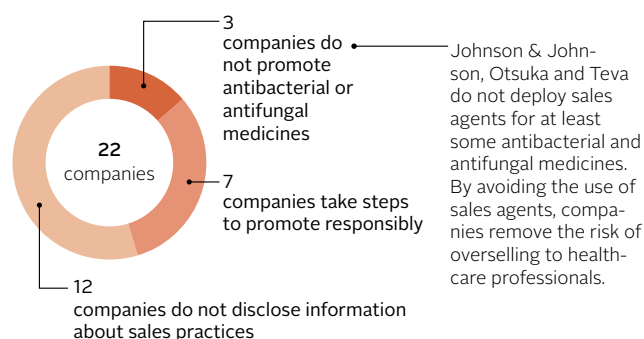 3
companies do
not promote
antibacterial or
antifungal
medicines
Johnson & John-
son, Otsuka and Teva
do not deploy sales
agents for at least
some antibacterial and
antifungal medicines.
By avoiding the use of
sales agents, compa-
nies remove the risk of
overselling to health-
care professionals.
22
companies
7
companies take steps
to promote responsibly
12
companies do not disclose information
about sales practices